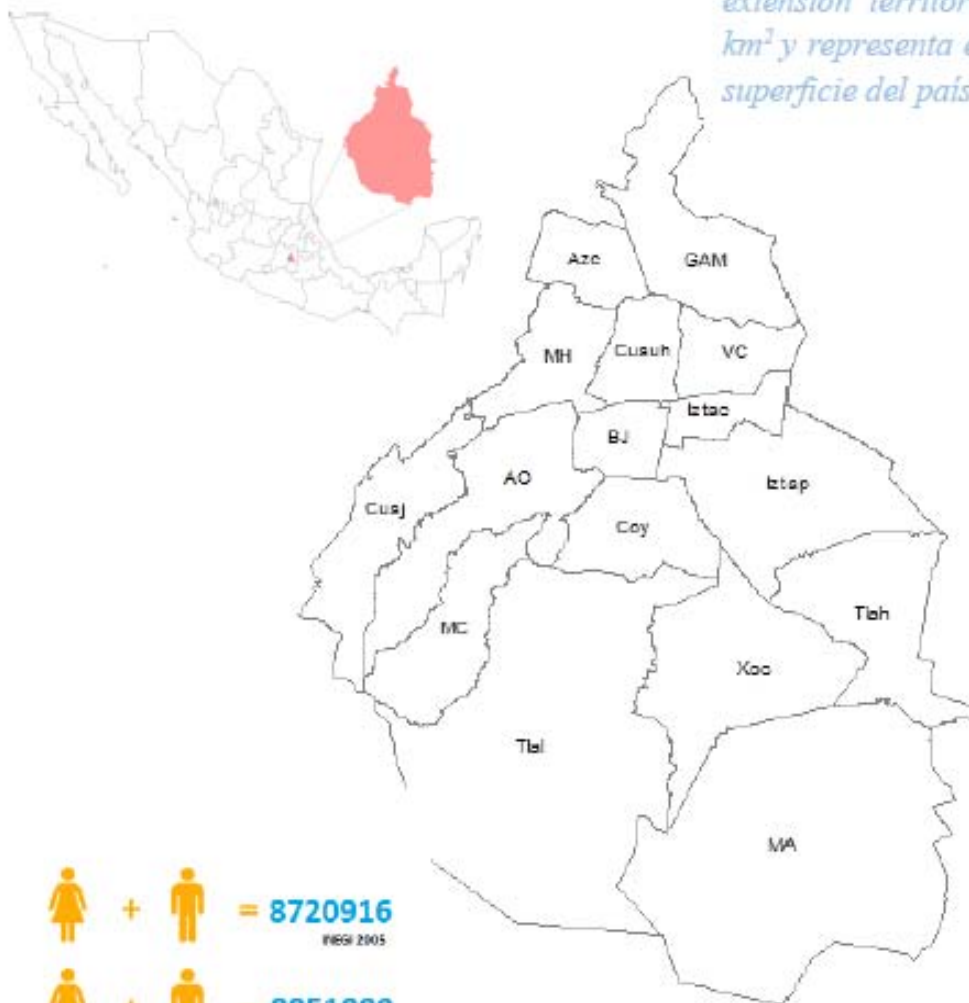 extensión territor
km² y representa e
superficie del país
Azc
GAM
MH
Cuauh
VC
Iztac
BJ
AO
Iztap
Cuaj
Coy
Tlah
MC
Xoc
Tlal
MA
+ = 8720916
INEGI 2005